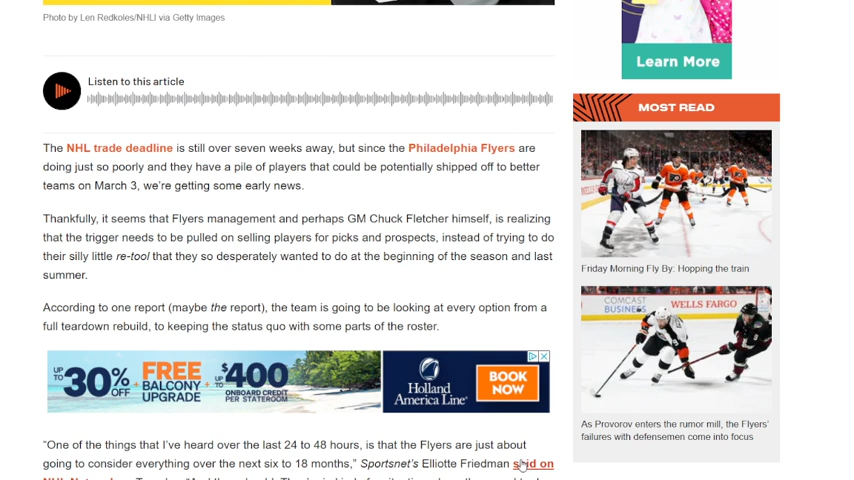 Photo by Len Redkoles/NHLI via Getty Images
Listen to this article
The NHL trade deadline is still over seven weeks away, but since the Philadelphia Flyers are
doing just so poorly and they have a pile of players that could be potentially shipped off to better
teams on March 3, we're getting some early news.
Thankfully, it seems that Flyers management and perhaps GM Chuck Fletcher himself, is realizing
that the trigger needs to be pulled on selling players for picks and prospects, instead of trying to do
their silly little re-tool that they so desperately wanted to do at the beginning of the season and last
summer.
According to one report (maybe the report), the team is going to be looking at every option from a
full teardown rebuild, to keeping the status quo with some parts of the roster.
UP TO 30% OFF + FREE BALCONY UPGRADE + UP TO $400 ONBOARD CREDIT PER STATEROOM
Holland America Line
BOOK NOW
"One of the things that I've heard over the last 24 to 48 hours, is that the Flyers are just about
going to consider everything over the next six to 18 months," Sportsnet's Elliotte Friedman said on
Learn More
MOST READ
Friday Morning Fly By: Hopping the train
COMCAST BUSINESS
WELLS FARGO
As Provorov enters the rumor mill, the Flyers'
failures with defensemen come into focus